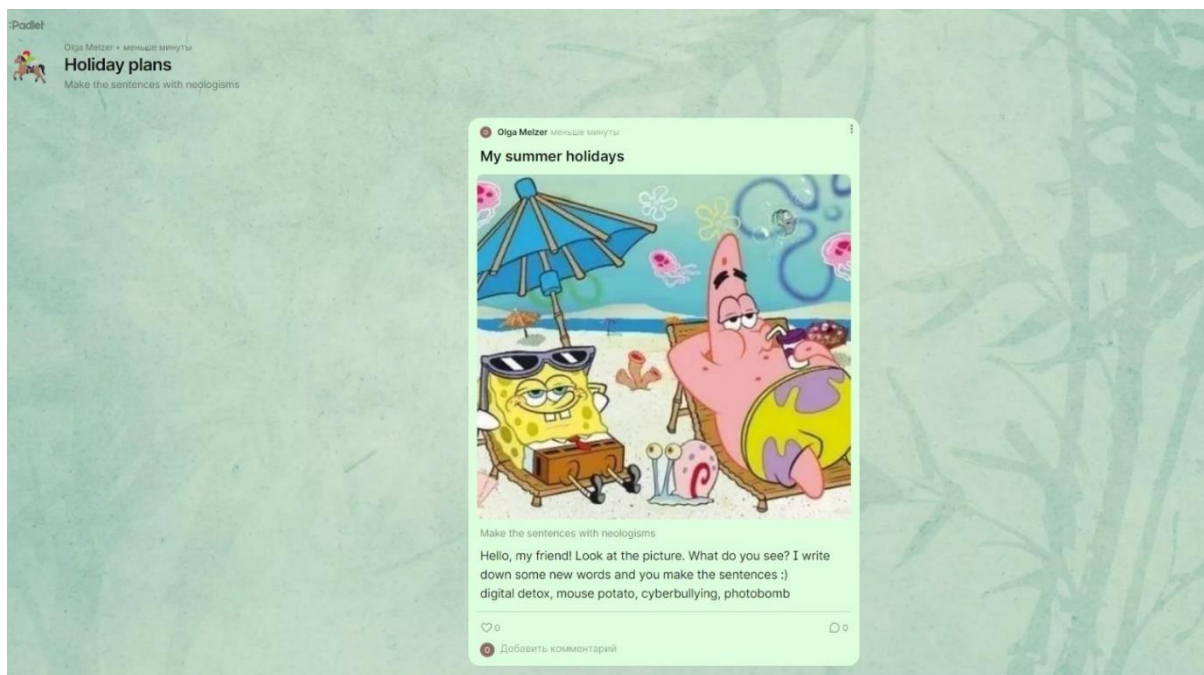 :Padlet
Olga Melzer • меньше минуты
Holiday plans
Make the sentences with neologisms
Olga Melzer меньше минуты
My summer holidays
Make the sentences with neologisms
Hello, my friend! Look at the picture. What do you see? I write
down some new words and you make the sentences :)
digital detox, mouse potato, cyberbullying, photobomb
0
0
O Добавить комментарий